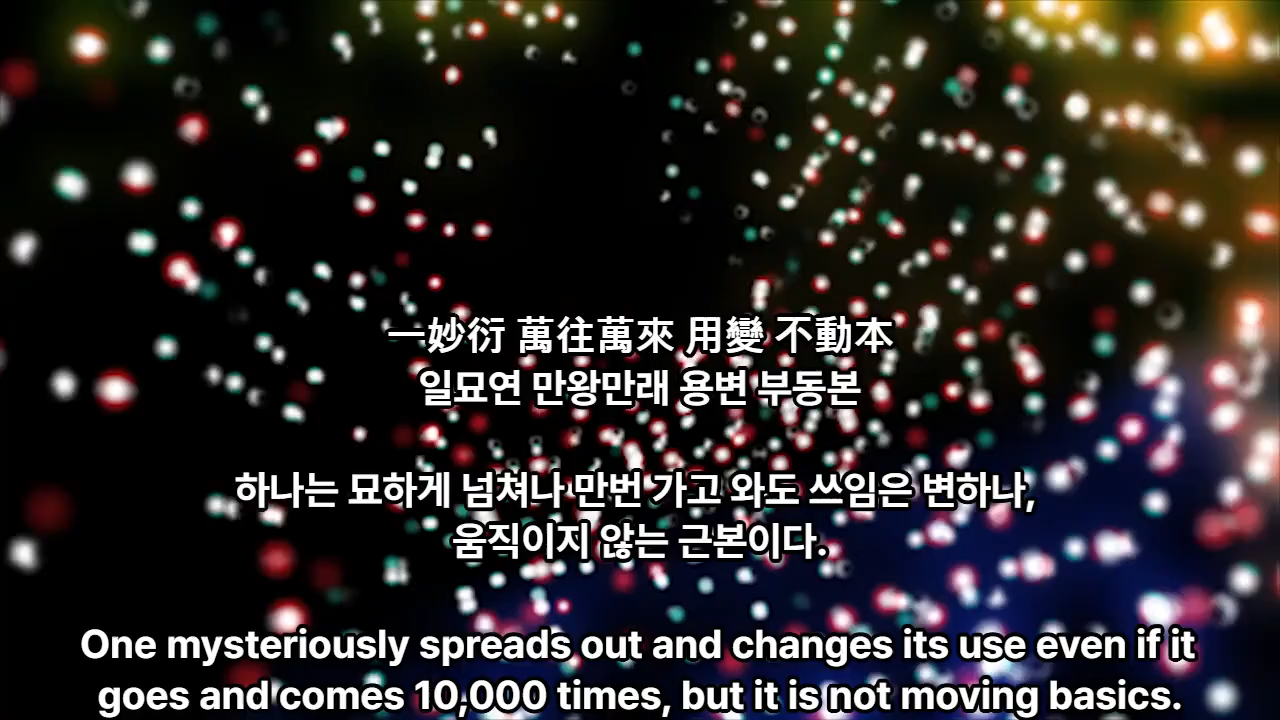 一妙衍 萬往萬來 用變 不動本
일묘연 만왕만래 용변 부동본
하나는 묘하게 넘쳐나 만번 가고 와도 쓰임은 변하나,
움직이지 않는 근본이다.
One mysteriously spreads out and changes its use even if it
goes and comes 10,000 times, but it is not moving basics.